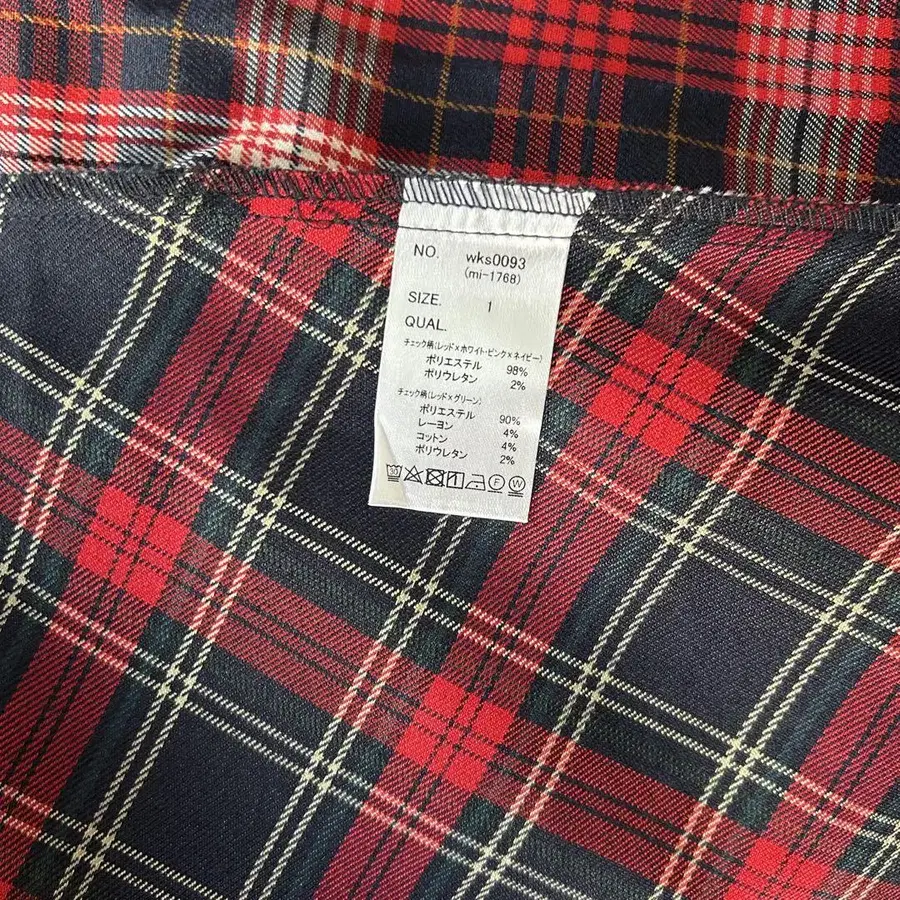 NO. wks0093
(mi-1768)
SIZE. 1
QUAL.
チェック柄(レッド×ホワイト・ピンク×ネイビー)
ポリエステル 98%
ポリウレタン 2%
チェック柄(レッド×グリーン)
ポリエステル 90%
レーヨン 4%
コットン 4%
ポリウレタン 2%
F W